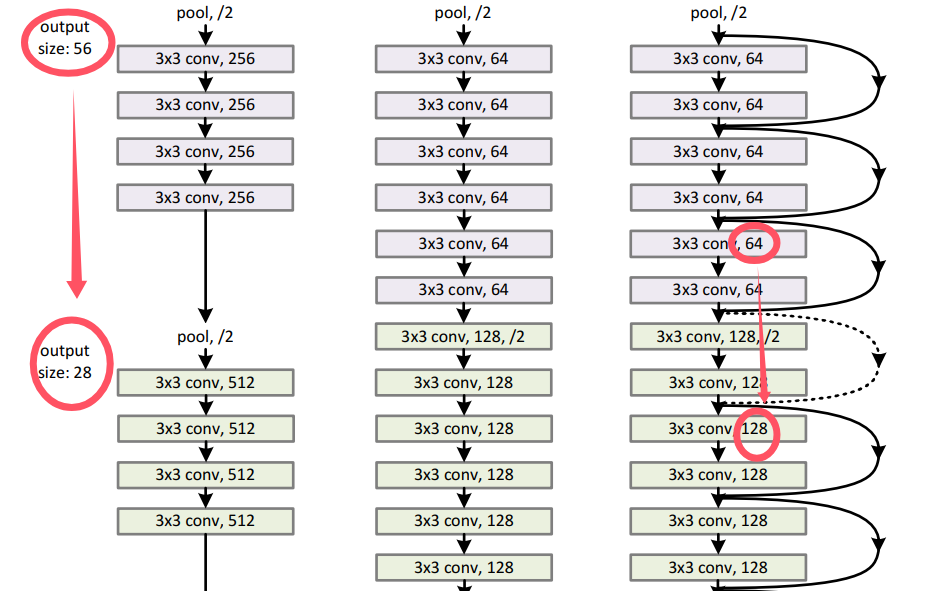 output
size: 56
pool, /2
3x3 conv, 256
3x3 conv, 256
3x3 conv, 256
3x3 conv, 256
output
size: 28
pool, /2
3x3 conv, 512
3x3 conv, 512
3x3 conv, 512
3x3 conv, 512
pool, /2
3x3 conv, 64
3x3 conv, 64
3x3 conv, 64
3x3 conv, 64
3x3 conv, 64
3x3 conv, 64
3x3 conv, 128, /2
3x3 conv, 128
3x3 conv, 128
3x3 conv, 128
3x3 conv, 128
3x3 conv, 128
pool, /2
3x3 conv, 64
3x3 conv, 64
3x3 conv, 64
3x3 conv, 64
3x3 conv, 64
3x3 conv, 64
3x3 conv, 128, /2
3x3 conv, 128
3x3 conv, 128
3x3 conv, 128
3x3 conv, 128
3x3 conv, 128